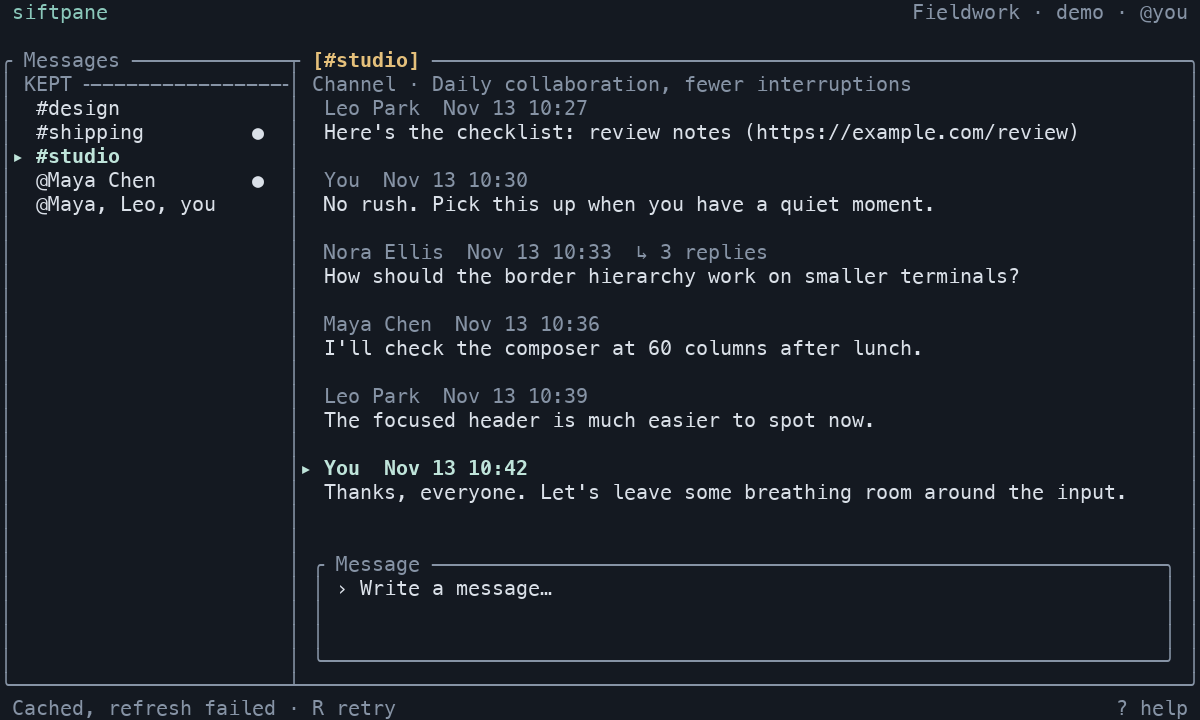 siftpane
Fieldwork · demo · @you
Messages
KEPT
#design
#shipping ●
▸ #studio
@Maya Chen ●
@Maya, Leo, you
[#studio]
Channel · Daily collaboration, fewer interruptions
Leo Park  Nov 13 10:27
Here's the checklist: review notes (https://example.com/review)
You  Nov 13 10:30
No rush. Pick this up when you have a quiet moment.
Nora Ellis  Nov 13 10:33  ↳ 3 replies
How should the border hierarchy work on smaller terminals?
Maya Chen  Nov 13 10:36
I'll check the composer at 60 columns after lunch.
Leo Park  Nov 13 10:39
The focused header is much easier to spot now.
▸ You  Nov 13 10:42
Thanks, everyone. Let's leave some breathing room around the input.
Message
› Write a message…
Cached, refresh failed · R retry
? help